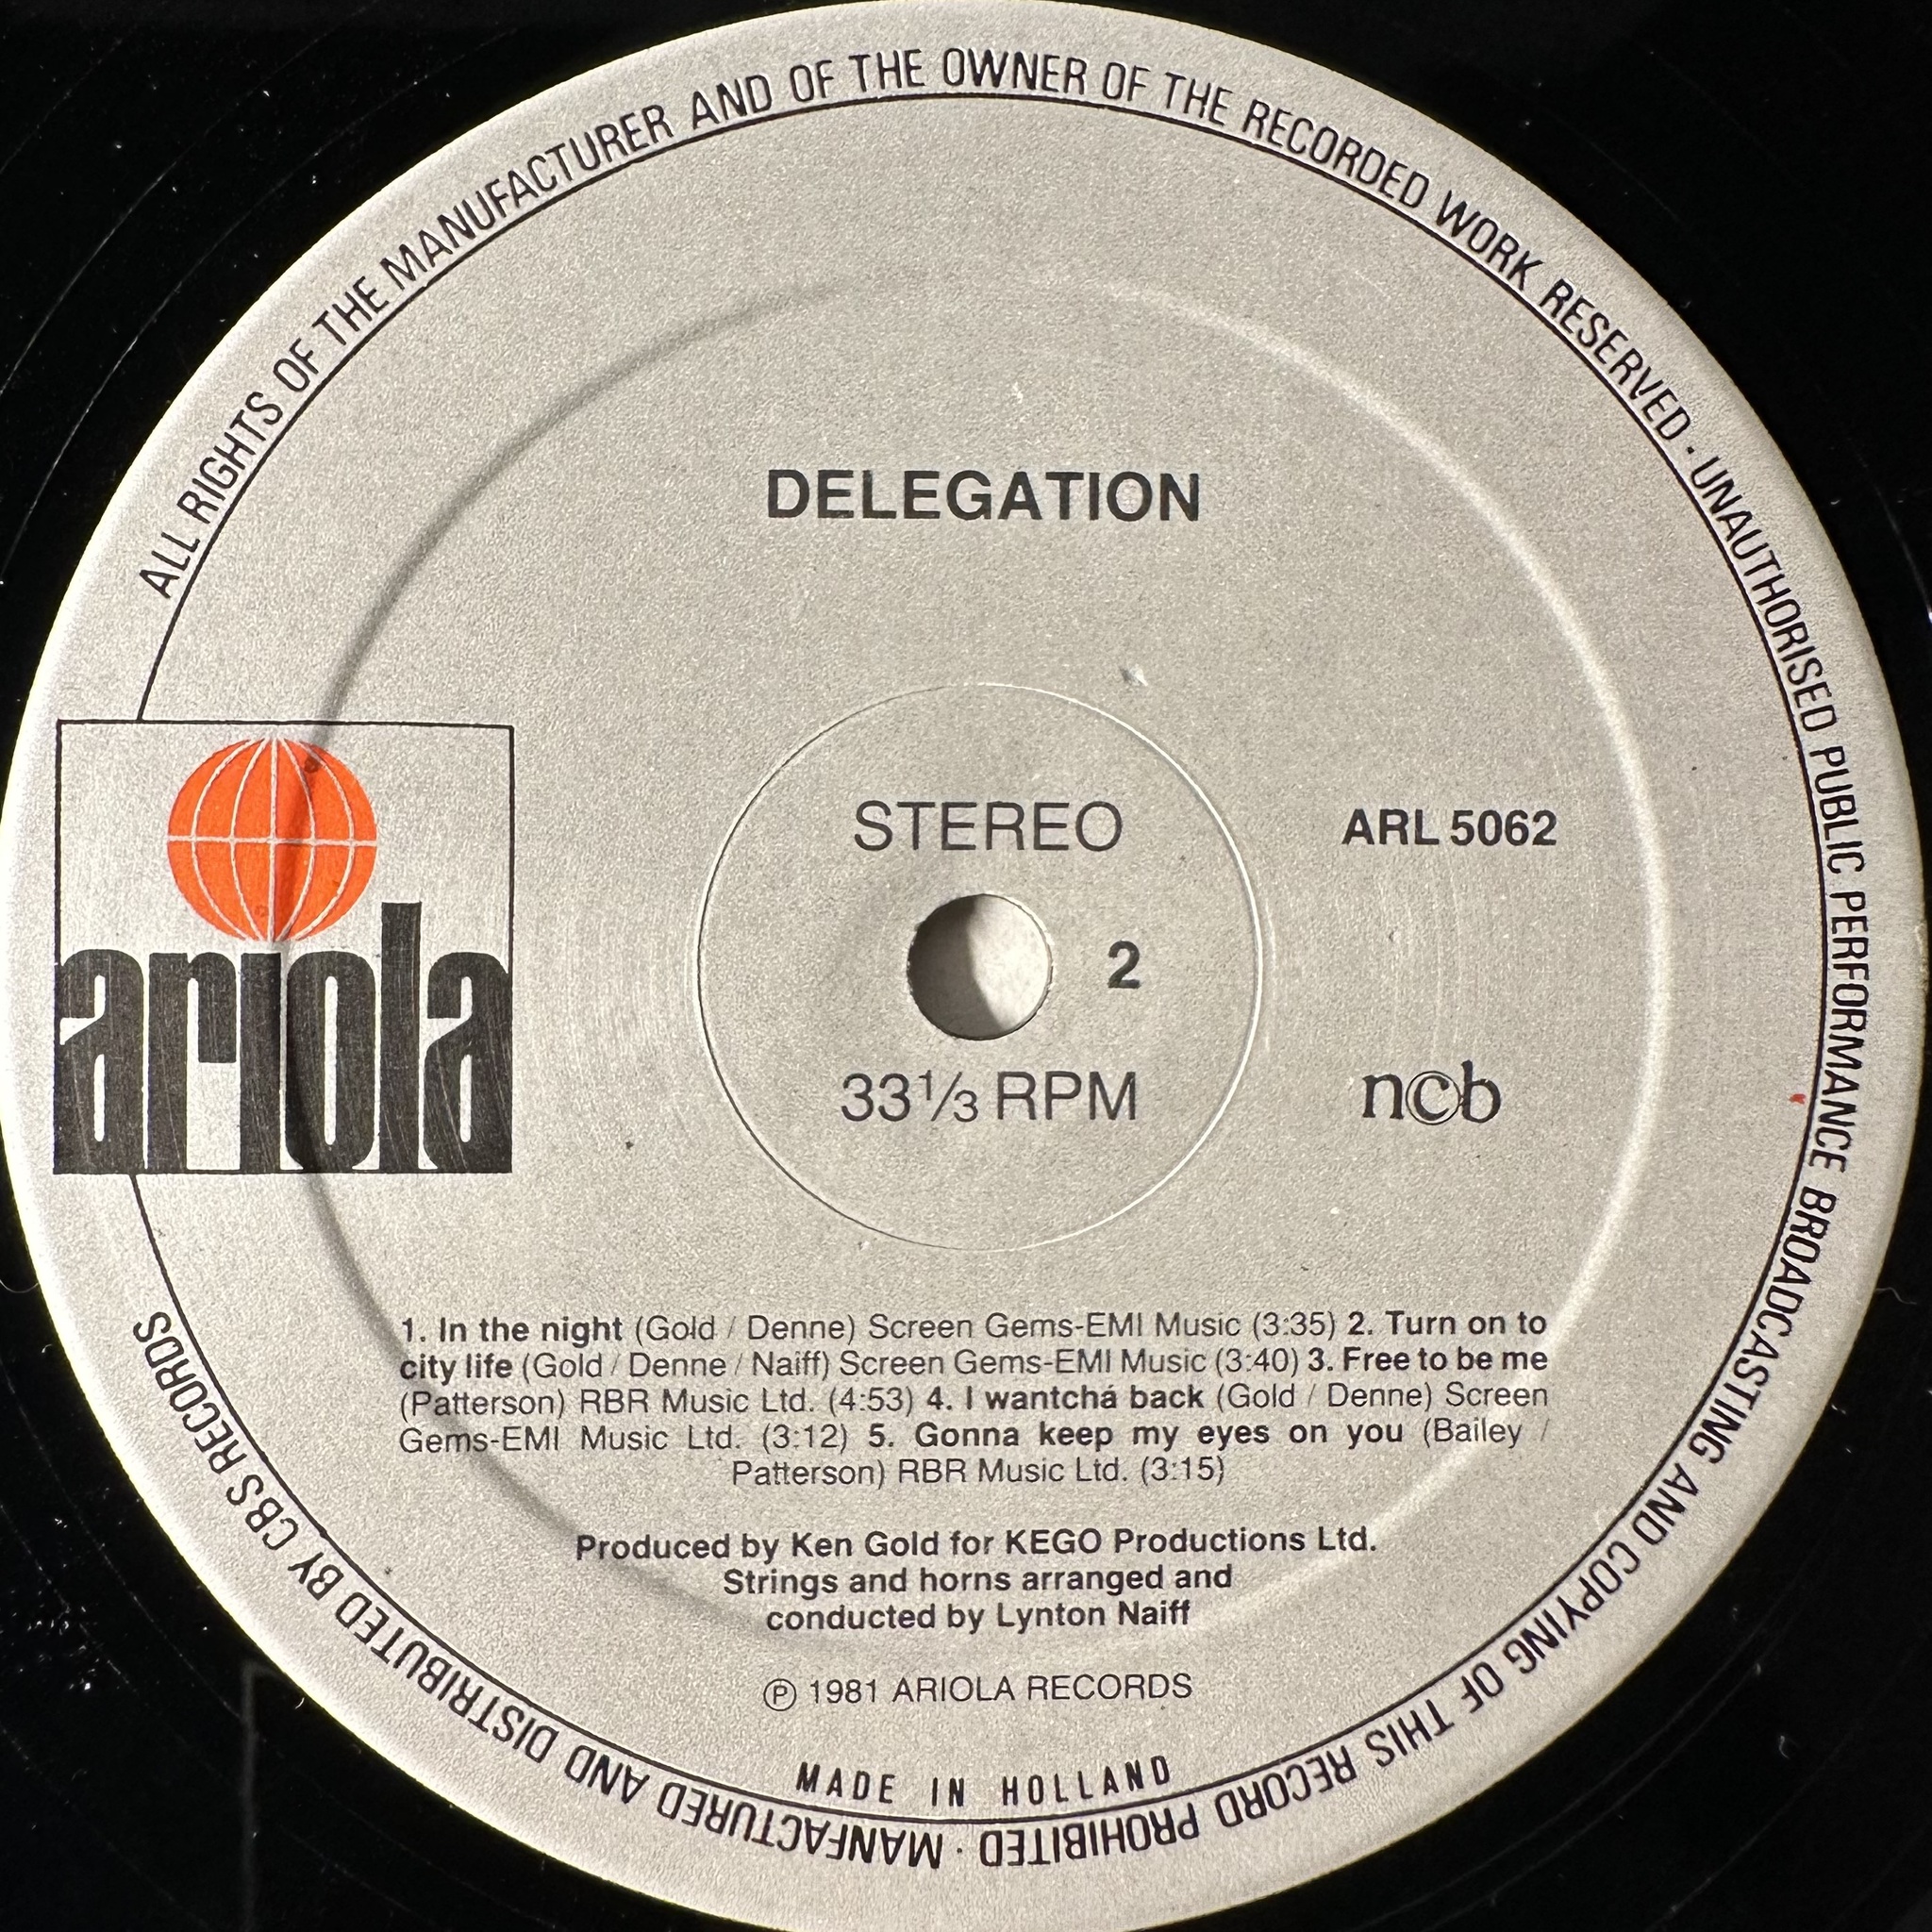 ALL RIGHTS OF THE MANUFACTURER AND OF THE OWNER OF THE RECORDED WORK RESERVED · UNAUTHORISED PUBLIC PERFORMANCE BROADCASTING AND COPYING OF THIS RECORD PROHIBITED · MANFACTURED AND DISTRIBUTED BY CBS RECORDS
DELEGATION
ariola
STEREO
ARL 5062
2
33⅓ RPM
ncb
1. In the night (Gold / Denne) Screen Gems-EMI Music (3:35) 2. Turn on to
city life (Gold / Denne / Naiff) Screen Gems-EMI Music (3:40) 3. Free to be me
(Patterson) RBR Music Ltd. (4:53) 4. I wantchá back (Gold / Denne) Screen
Gems-EMI Music Ltd. (3:12) 5. Gonna keep my eyes on you (Bailey /
Patterson) RBR Music Ltd. (3:15)
Produced by Ken Gold for KEGO Productions Ltd.
Strings and horns arranged and
conducted by Lynton Naiff
℗ 1981 ARIOLA RECORDS
MADE IN HOLLAND